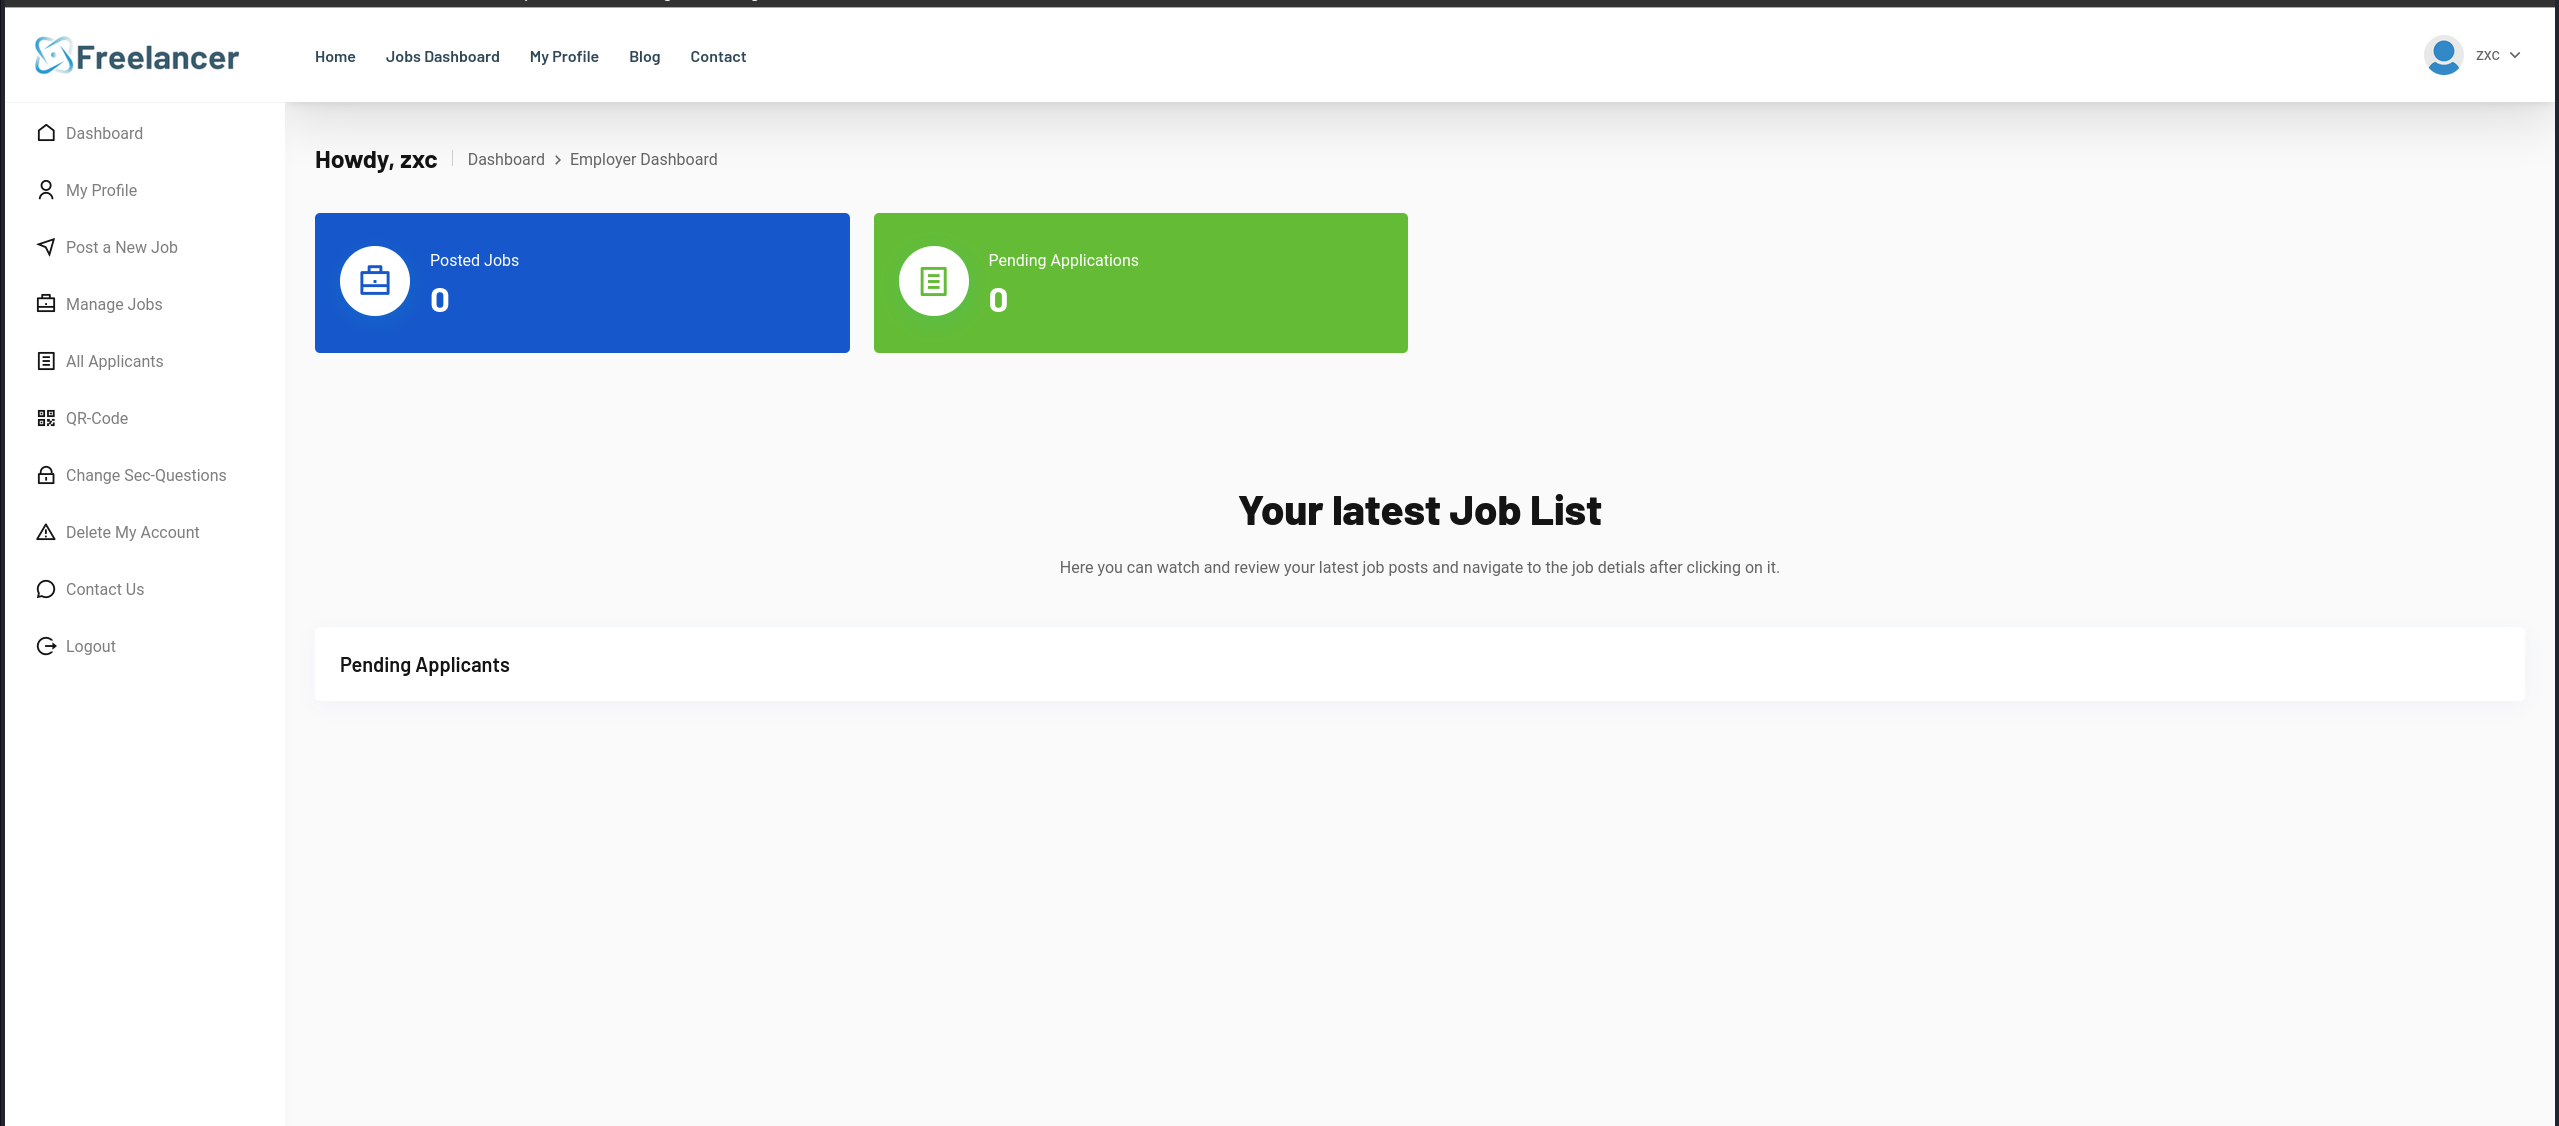 Freelancer
Home Jobs Dashboard My Profile Blog Contact
zxc
Dashboard
My Profile
Post a New Job
Manage Jobs
All Applicants
QR-Code
Change Sec-Questions
Delete My Account
Contact Us
Logout
Howdy, zxc Dashboard Employer Dashboard
Posted Jobs
0
Pending Applications
0
Your latest Job List
Here you can watch and review your latest job posts and navigate to the job detials after clicking on it.
Pending Applicants